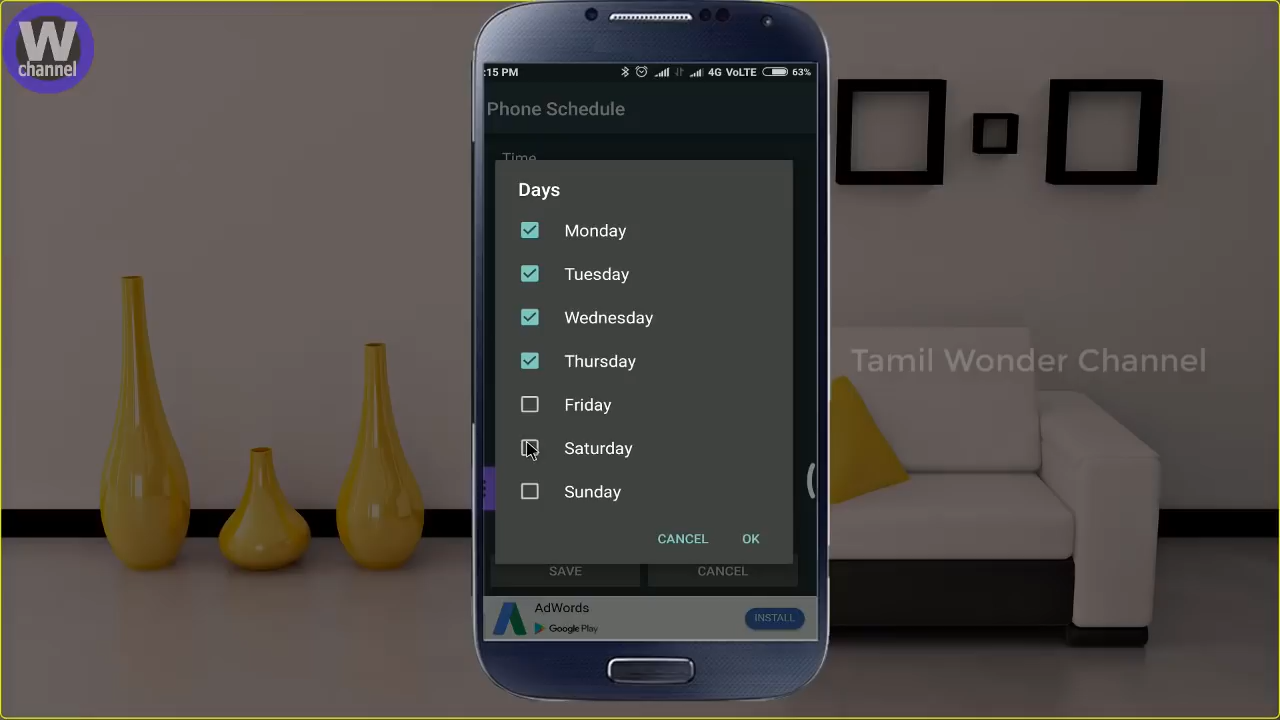 W
channel
:15 PM
4G VoLTE
63%
Phone Schedule
Time
Days
Monday
Tuesday
Wednesday
Thursday
Friday
Saturday
Sunday
CANCEL
OK
SAVE
CANCEL
AdWords
Google Play
INSTALL
Tamil Wonder Channel